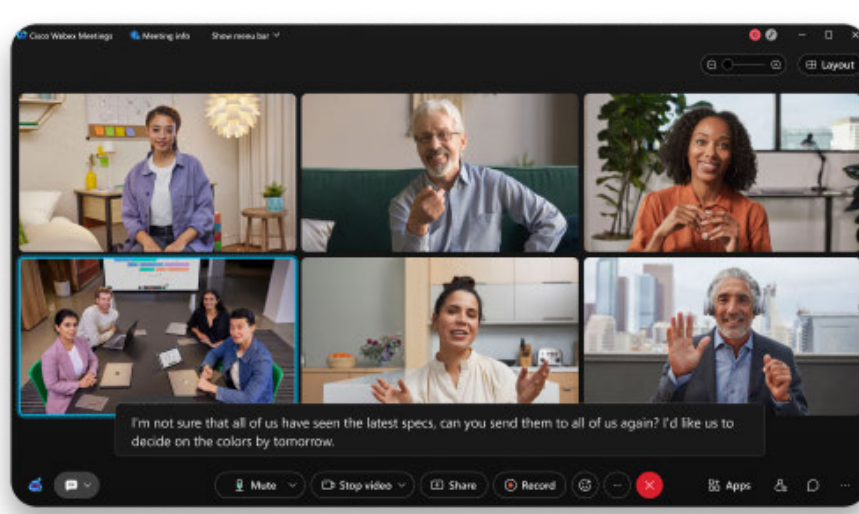 Cisco Webex Meetings Meeting info Show menu bar
Layout
I'm not sure that all of us have seen the latest specs, can you send them to all of us again? I'd like us to
decide on the colors by tomorrow.
Mute Stop video Share Record Apps